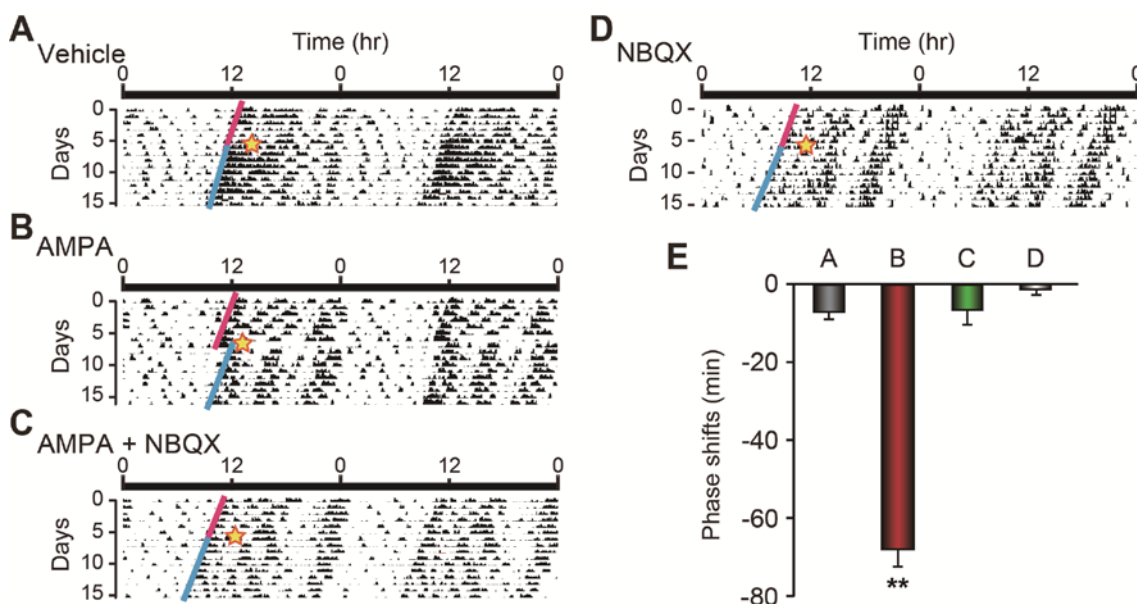 A
Vehicle
Time (hr)
0 12 0 12 0
Days
0
5
10
15
B
AMPA
0 12 0 12 0
Days
0
5
10
15
C
AMPA + NBQX
0 12 0 12 0
Days
0
5
10
15
D
NBQX
Time (hr)
0 12 0 12 0
Days
0
5
10
15
E
A B C D
Phase shifts (min)
0
-20
-40
-60
-80
**